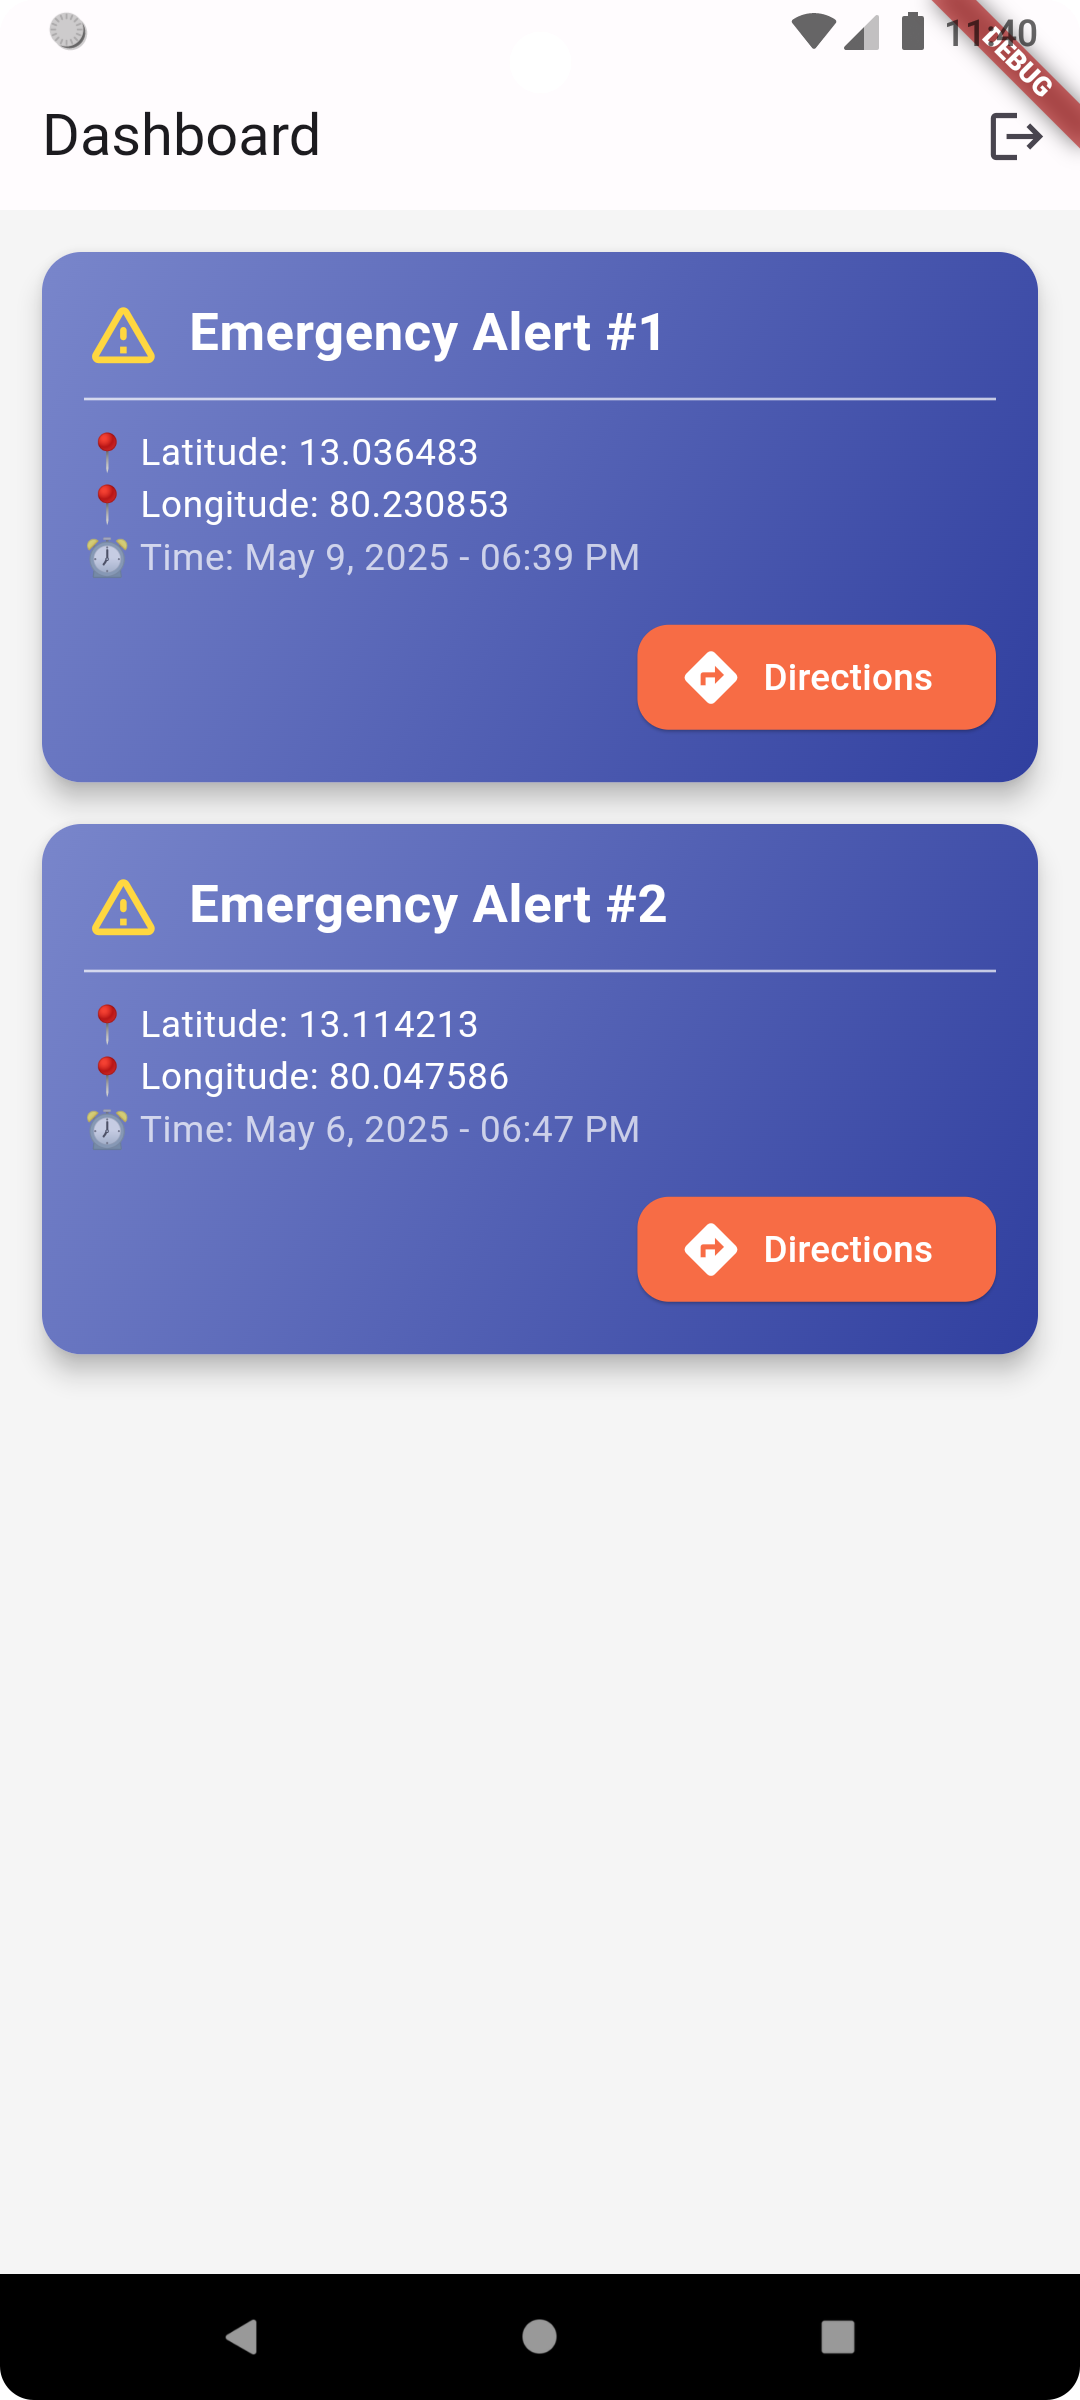 11:40
DEBUG
Dashboard
Emergency Alert #1
📍 Latitude: 13.036483
📍 Longitude: 80.230853
⏰ Time: May 9, 2025 - 06:39 PM
Directions
Emergency Alert #2
📍 Latitude: 13.114213
📍 Longitude: 80.047586
⏰ Time: May 6, 2025 - 06:47 PM
Directions